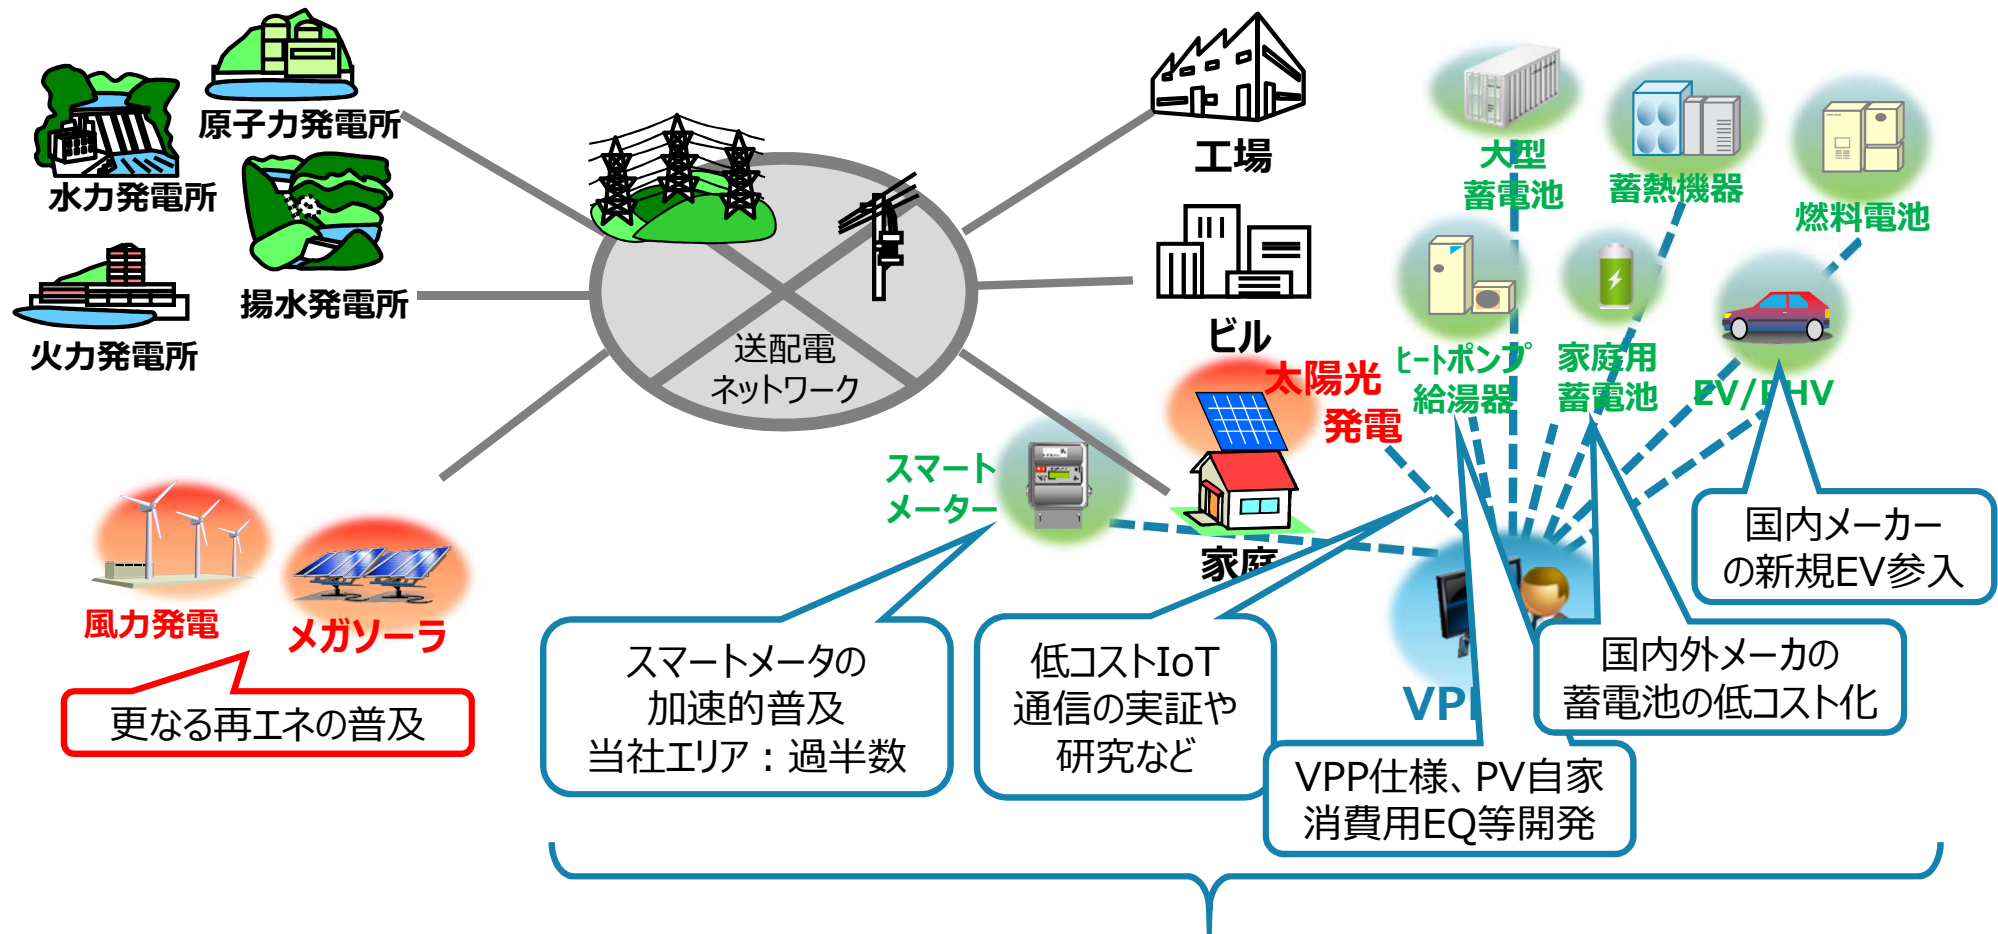 原子力発電所
水力発電所
揚水発電所
火力発電所
送配電
ネットワーク
工場
ビル
家庭
太陽光
発電
大型
蓄電池
蓄熱機器
燃料電池
ヒートポンプ
給湯器
家庭用
蓄電池
EV/PHV
スマート
メーター
風力発電
メガソーラ
更なる再エネの普及
スマートメータの
加速的普及
当社エリア：過半数
低コストIoT
通信の実証や
研究など
VPP
VPP仕様、PV自家
消費用EQ等開発
国内外メーカの
蓄電池の低コスト化
国内メーカー
の新規EV参入